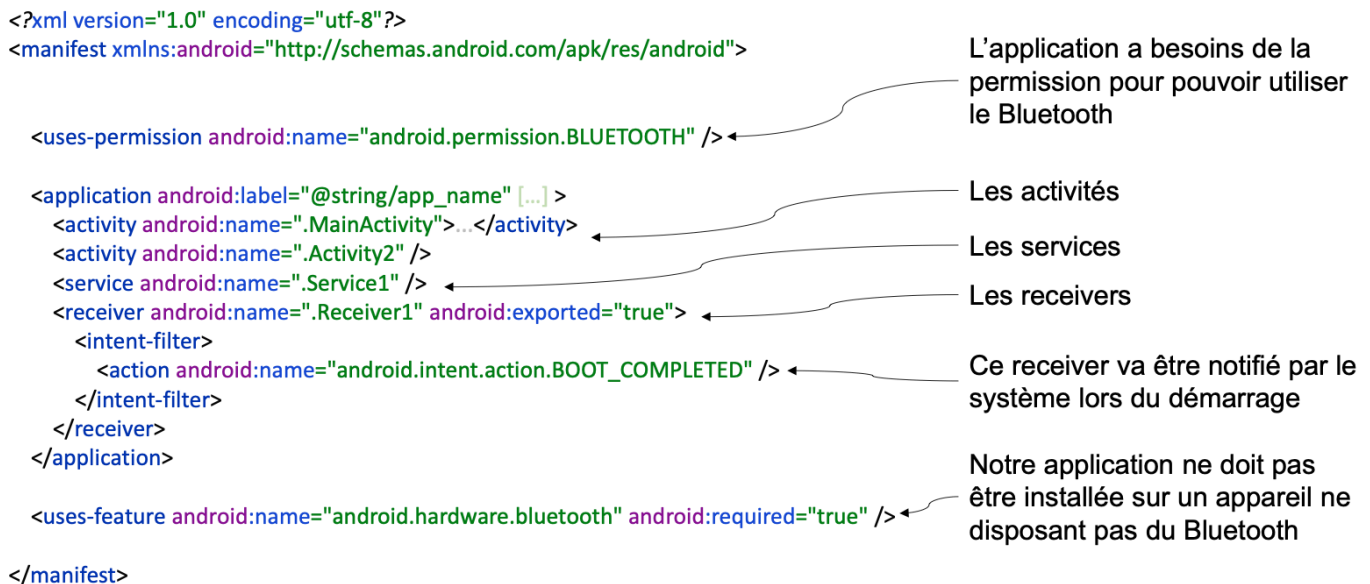 <?xml version="1.0" encoding="utf-8"?>
<manifest xmlns:android="http://schemas.android.com/apk/res/android">
L'application a besoins de la
permission pour pouvoir utiliser
le Bluetooth
<uses-permission android:name="android.permission.BLUETOOTH" />
<application android:label="@string/app_name" [...] >
Les activités
<activity android:name=".MainActivity">...</activity>
<activity android:name=".Activity2" />
Les services
<service android:name=".Service1" />
Les receivers
<receiver android:name=".Receiver1" android:exported="true">
<intent-filter>
<action android:name="android.intent.action.BOOT_COMPLETED" />
Ce receiver va être notifié par le
système lors du démarrage
</intent-filter>
</receiver>
</application>
Notre application ne doit pas
être installée sur un appareil ne
disposant pas du Bluetooth
<uses-feature android:name="android.hardware.bluetooth" android:required="true" />
</manifest>